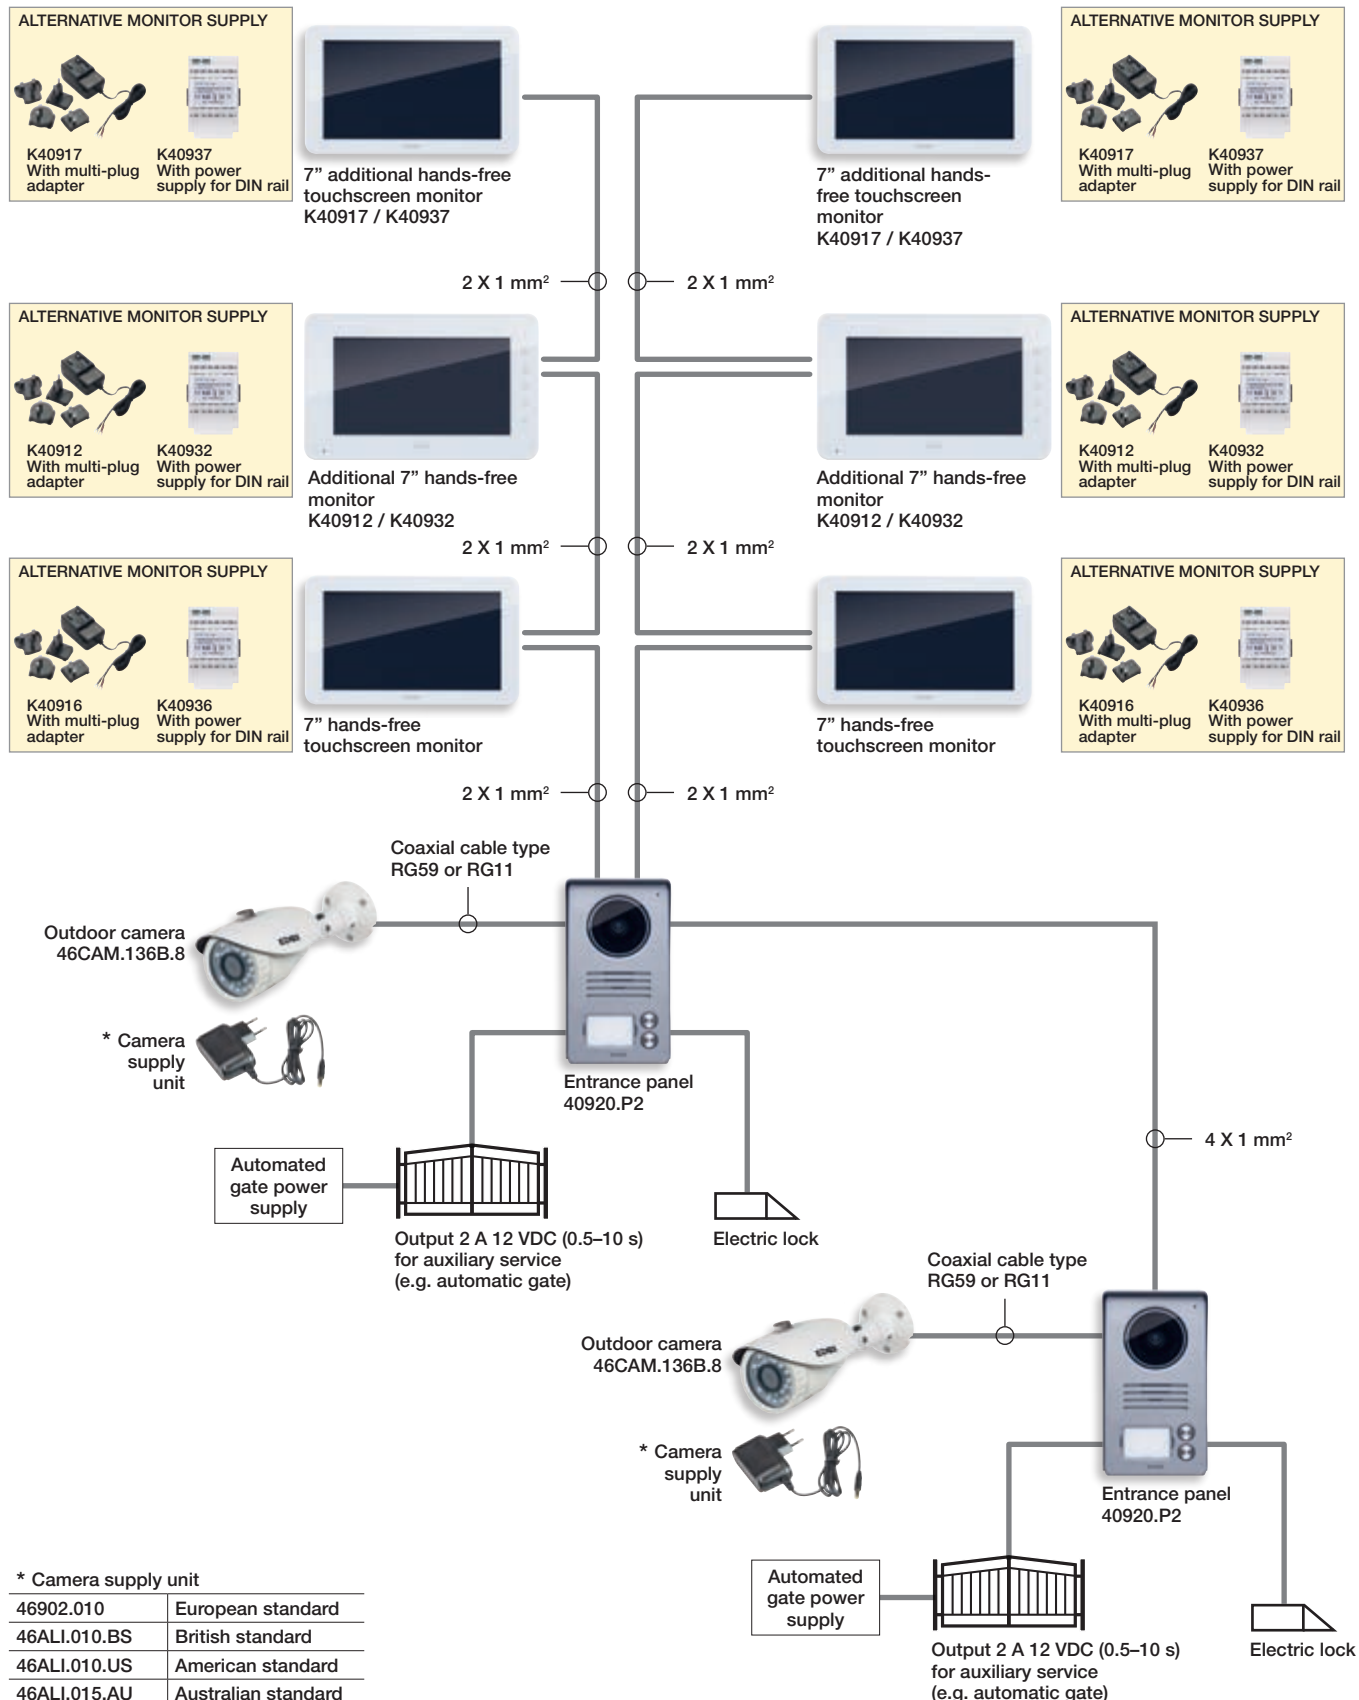 ALTERNATIVE MONITOR SUPPLY
K40917
With multi-plug
adapter
K40937
With power
supply for DIN rail
7” additional hands-free
touchscreen monitor
K40917 / K40937
7” additional hands-
free touchscreen
monitor
K40917 / K40937
ALTERNATIVE MONITOR SUPPLY
K40917
With multi-plug
adapter
K40937
With power
supply for DIN rail
2 X 1 mm²
2 X 1 mm²
ALTERNATIVE MONITOR SUPPLY
K40912
With multi-plug
adapter
K40932
With power
supply for DIN rail
Additional 7” hands-free
monitor
K40912 / K40932
Additional 7” hands-free
monitor
K40912 / K40932
ALTERNATIVE MONITOR SUPPLY
K40912
With multi-plug
adapter
K40932
With power
supply for DIN rail
2 X 1 mm²
2 X 1 mm²
ALTERNATIVE MONITOR SUPPLY
K40916
With multi-plug
adapter
K40936
With power
supply for DIN rail
7” hands-free
touchscreen monitor
7” hands-free
touchscreen monitor
ALTERNATIVE MONITOR SUPPLY
K40916
With multi-plug
adapter
K40936
With power
supply for DIN rail
2 X 1 mm²
2 X 1 mm²
Coaxial cable type
RG59 or RG11
Outdoor camera
46CAM.136B.8
* Camera
supply
unit
Entrance panel
40920.P2
4 X 1 mm²
Automated
gate power
supply
Output 2 A 12 VDC (0.5–10 s)
for auxiliary service
(e.g. automatic gate)
Electric lock
Coaxial cable type
RG59 or RG11
Outdoor camera
46CAM.136B.8
* Camera
supply
unit
Entrance panel
40920.P2
Automated
gate power
supply
Output 2 A 12 VDC (0.5–10 s)
for auxiliary service
(e.g. automatic gate)
Electric lock
* Camera supply unit
46902.010 European standard
46ALI.010.BS British standard
46ALI.010.US American standard
46ALI.015.AU Australian standard